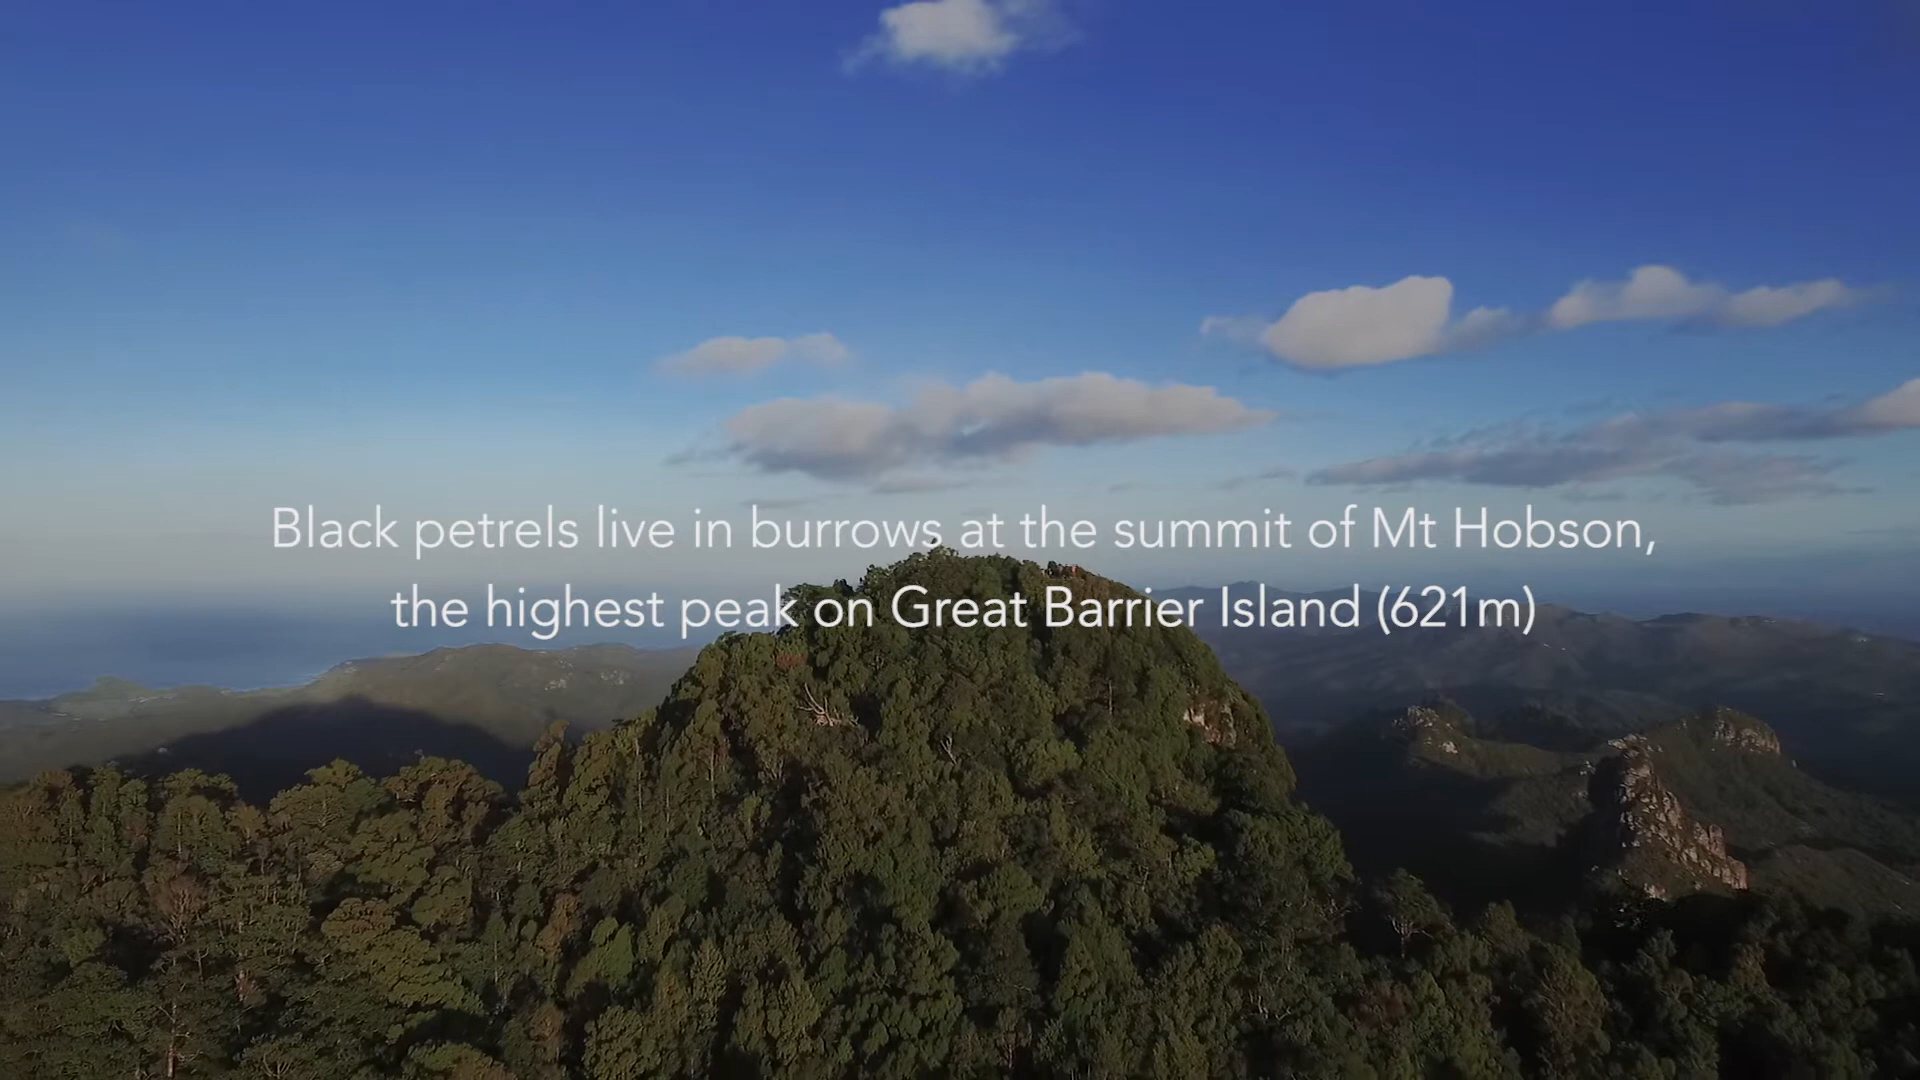 Black petrels live in burrows at the summit of Mt Hobson,
the highest peak on Great Barrier Island (621m)